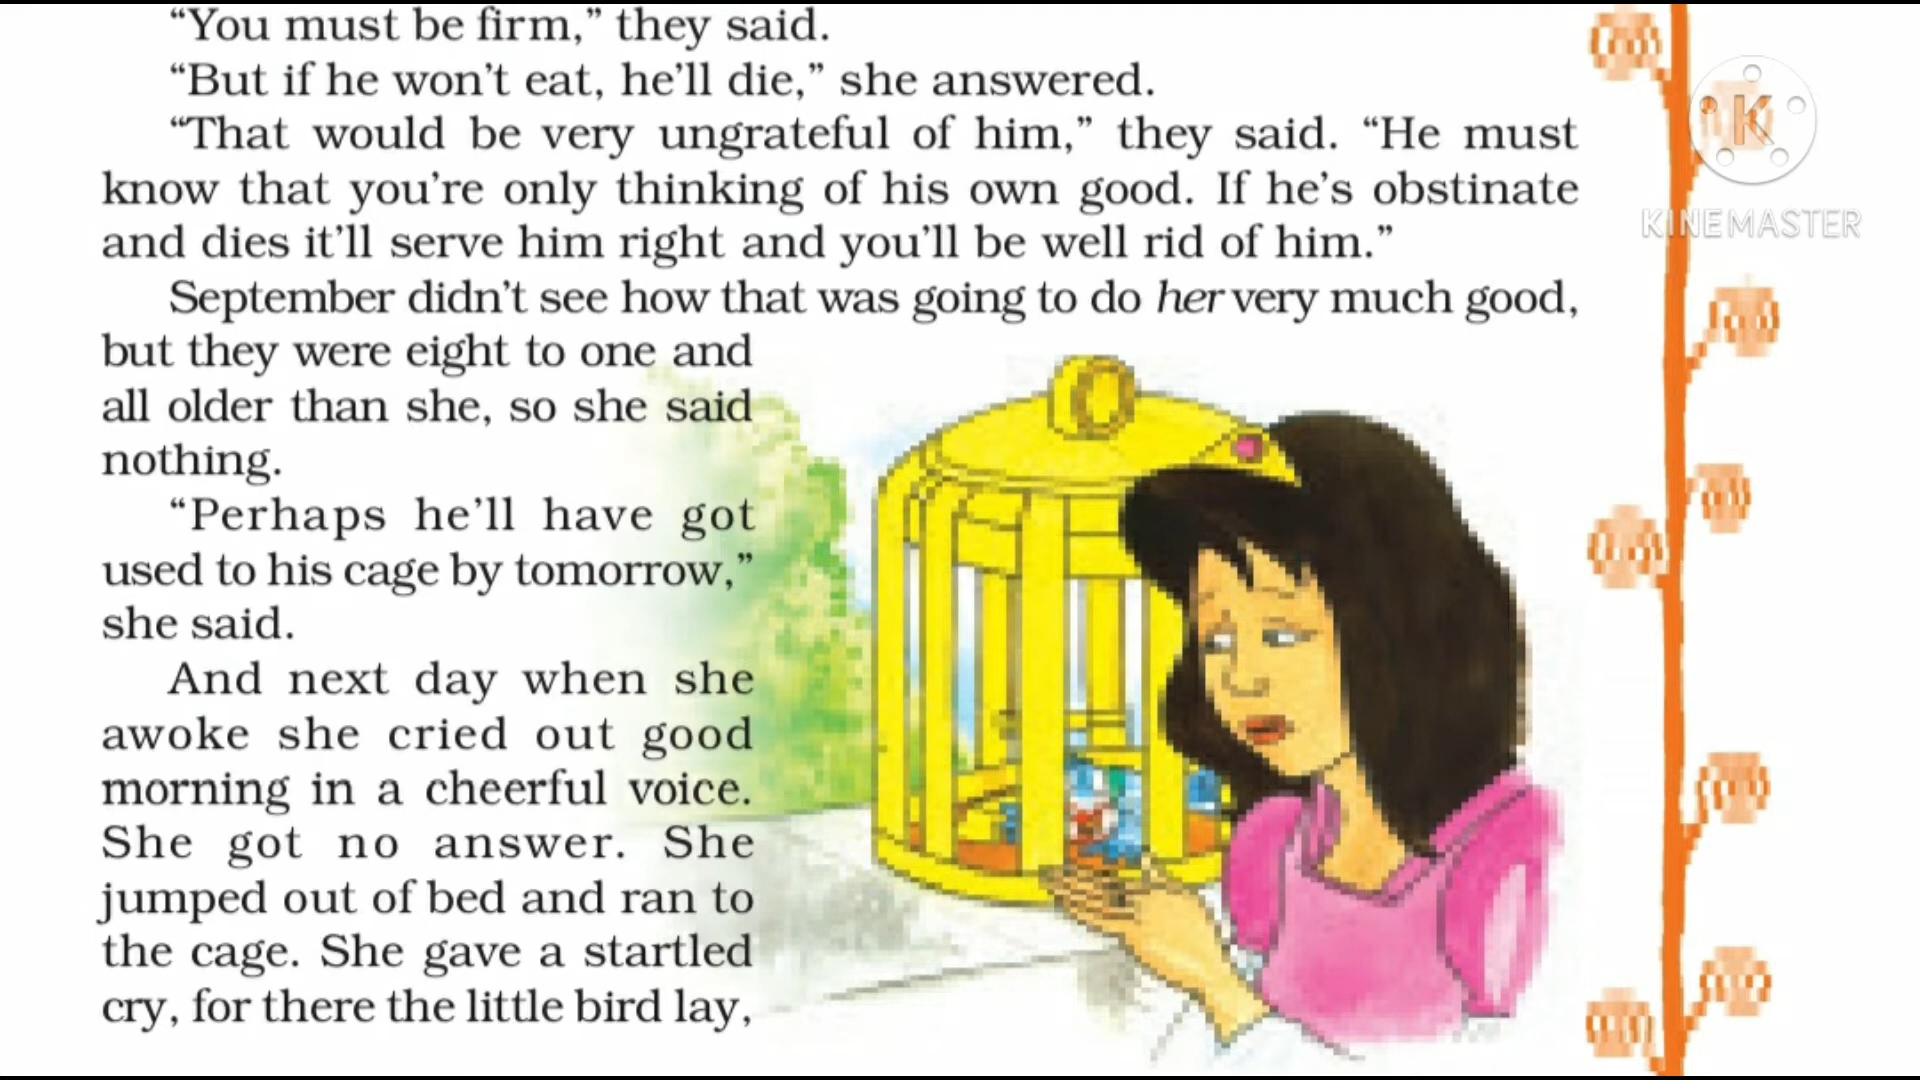 “You must be firm,” they said.
“But if he won’t eat, he’ll die,” she answered.
“That would be very ungrateful of him,” they said. “He must
know that you’re only thinking of his own good. If he’s obstinate
and dies it’ll serve him right and you’ll be well rid of him.”
September didn’t see how that was going to do her very much good,
but they were eight to one and
all older than she, so she said
nothing.
“Perhaps he’ll have got
used to his cage by tomorrow,”
she said.
And next day when she
awoke she cried out good
morning in a cheerful voice.
She got no answer. She
jumped out of bed and ran to
the cage. She gave a startled
cry, for there the little bird lay,
K
KINEMASTER